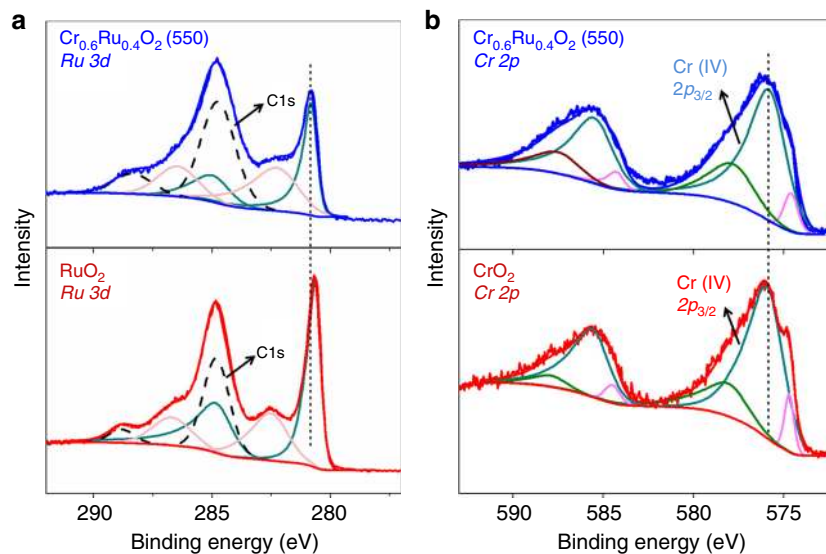 a
Cr0.6Ru0.4O2 (550)
Ru 3d
C1s
RuO2
Ru 3d
C1s
Intensity
290
285
280
Binding energy (eV)
b
Cr0.6Ru0.4O2 (550)
Cr 2p
Cr (IV)
2p3/2
CrO2
Cr 2p
Cr (IV)
2p3/2
Intensity
590
585
580
575
Binding energy (eV)